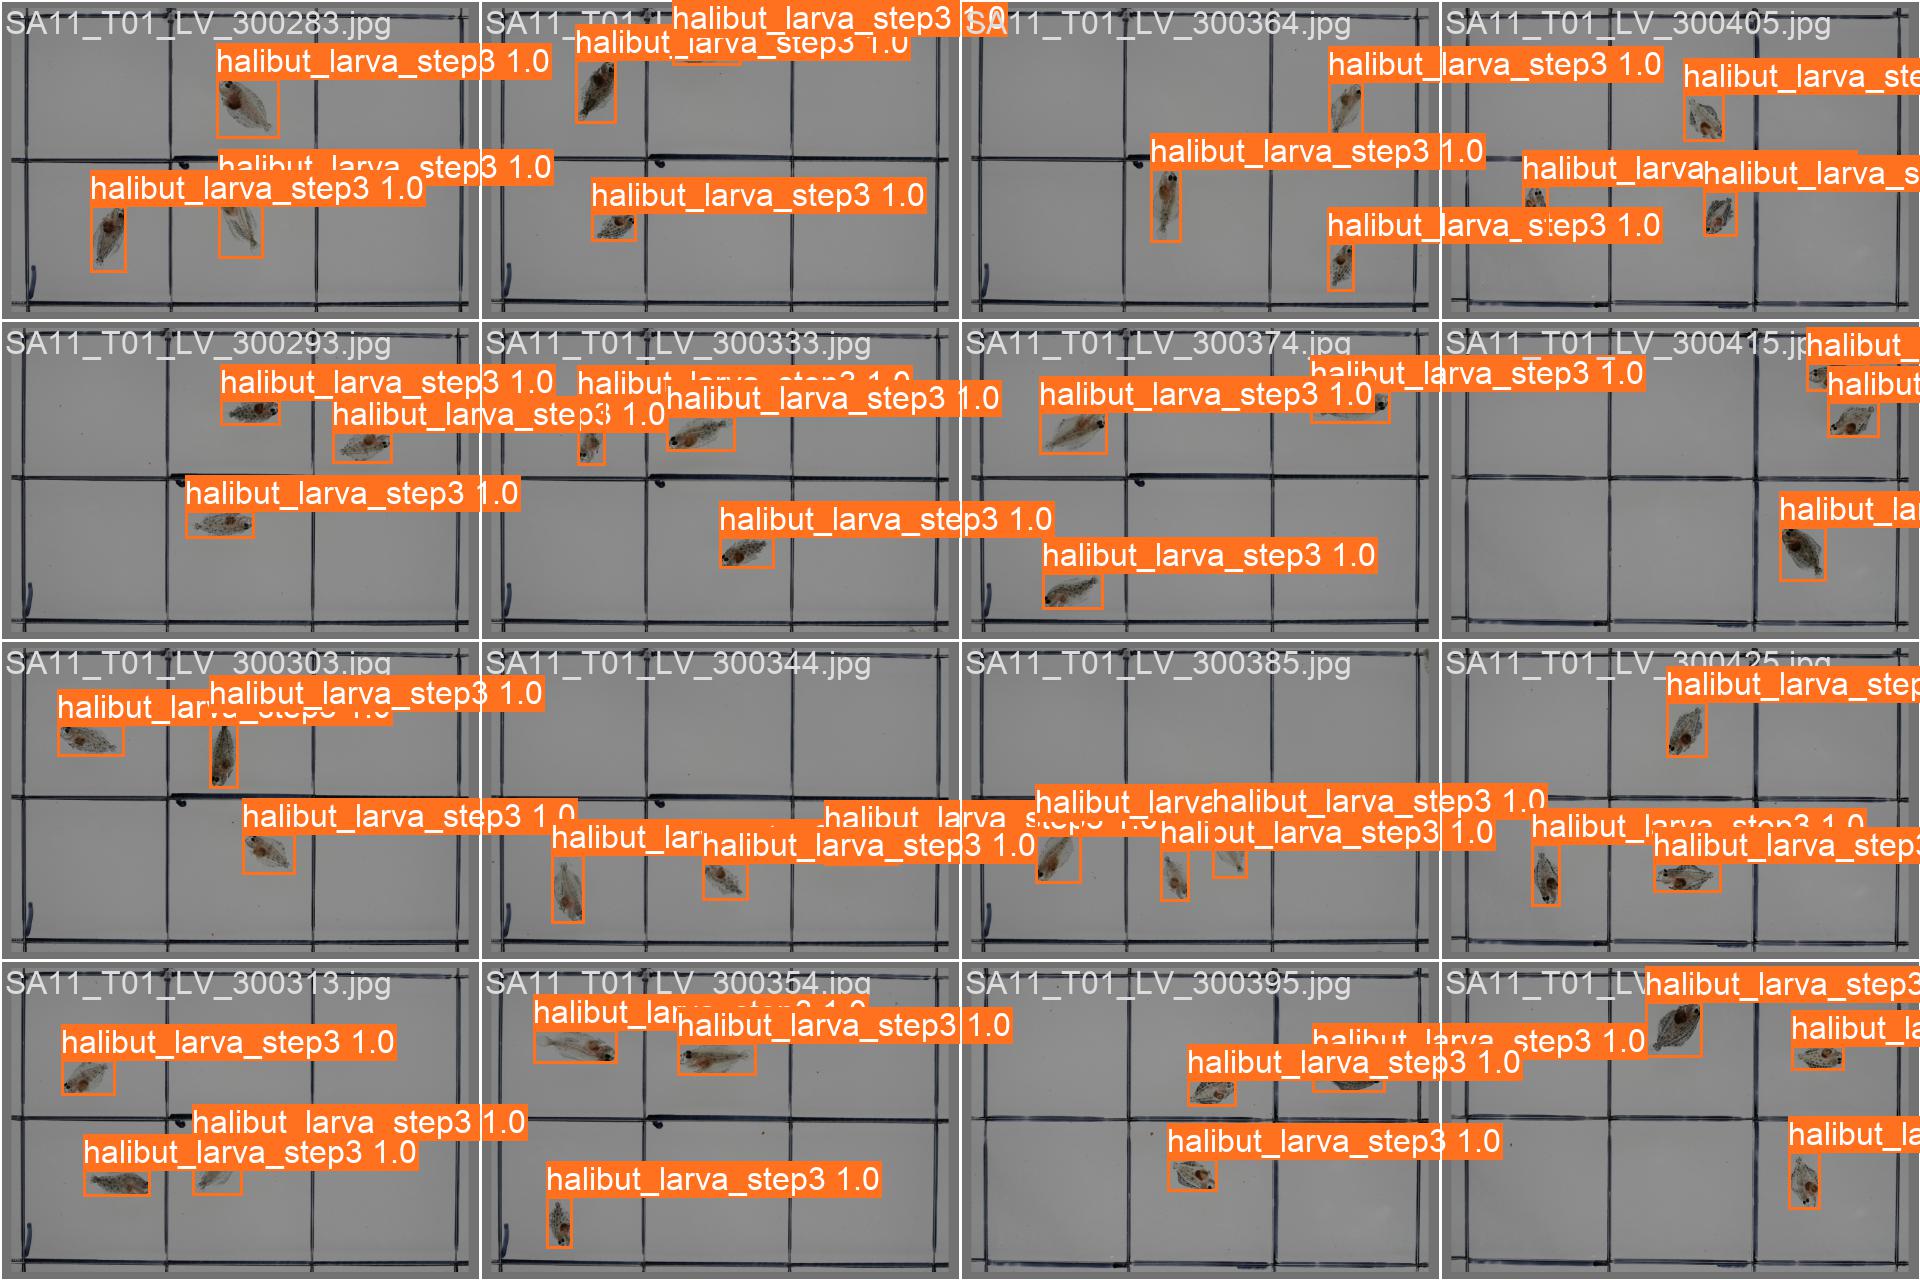 SA11_T01_LV_300283.jpg
halibut_larva_step3 1.0
halibut_larva_step3 1.0
halibut_larva_step3 1.0
halibut_larva_step3 1.0
halibut_larva_step3 1.0
halibut_larva_step3 1.0
SA11_T01_LV_300364.jpg
halibut_larva_step3 1.0
halibut_larva_step3 1.0
halibut_larva_step3 1.0
SA11_T01_LV_300405.jpg
halibut_larva_ste
halibut_larva
halibut_larva_s
SA11_T01_LV_300293.jpg
halibut_larva_step3 1.0
halibut_larva_step3 1.0
halibut_larva_step3 1.0
SA11_T01_LV_300333.jpg
halibut_larva_step3 1.0
halibut_larva_step3 1.0
halibut_larva_step3 1.0
SA11_T01_LV_300374.jpg
halibut_larva_step3 1.0
halibut_larva_step3 1.0
halibut_larva_step3 1.0
SA11_T01_LV_300415.jp
halibut_
halibut
halibut_la
SA11_T01_LV_300303.jpg
halibut_larva_step3 1.0
halibut_larva_step3 1.0
halibut_larva_step3 1.0
SA11_T01_LV_300344.jpg
halibut_larva_step3 1.0
halibut_lar
halibut_larva_step3 1.0
SA11_T01_LV_300385.jpg
halibut_larva_step3 1.0
halibut_larva_step3 1.0
halibut_larva_step3 1.0
SA11_T01_LV_300425.jpg
halibut_larva_step
halibut_larva_step3 1.0
halibut_larva_step3
SA11_T01_LV_300313.jpg
halibut_larva_step3 1.0
halibut_larva_step3 1.0
halibut_larva_step3 1.0
SA11_T01_LV_300354.jpg
halibut_larva_step3 1.0
halibut_larva_step3 1.0
halibut_larva_step3 1.0
SA11_T01_LV_300395.jpg
halibut_larva_step3 1.0
halibut_larva_step3 1.0
halibut_larva_step3 1.0
SA11_T01_LV
halibut_larva_step3
halibut_la
halibut_la